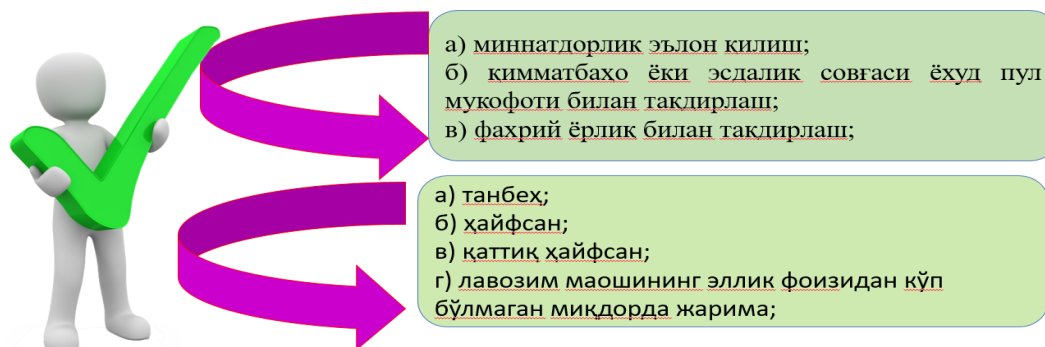 а) миннатдорлик эълон қилиш;
б) қимматбаҳо ёки эсдалик совғаси ёхуд пул
мукофоти билан тақдирлаш;
в) фахрий ёрлиқ билан тақдирлаш;
а) танбеҳ;
б) ҳайфсан;
в) қаттиқ ҳайфсан;
г) лавозим маошининг эллик фоизидан кўп
бўлмаган миқдорда жарима;